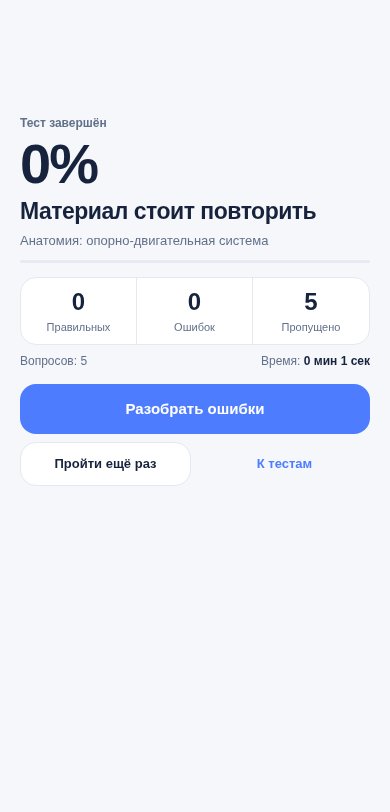 Тест завершён
0%
Материал стоит повторить
Анатомия: опорно-двигательная система
0 0 5
Правильных Ошибок Пропущено
Вопросов: 5 Время: 0 мин 1 сек
Разобрать ошибки
Пройти ещё раз К тестам